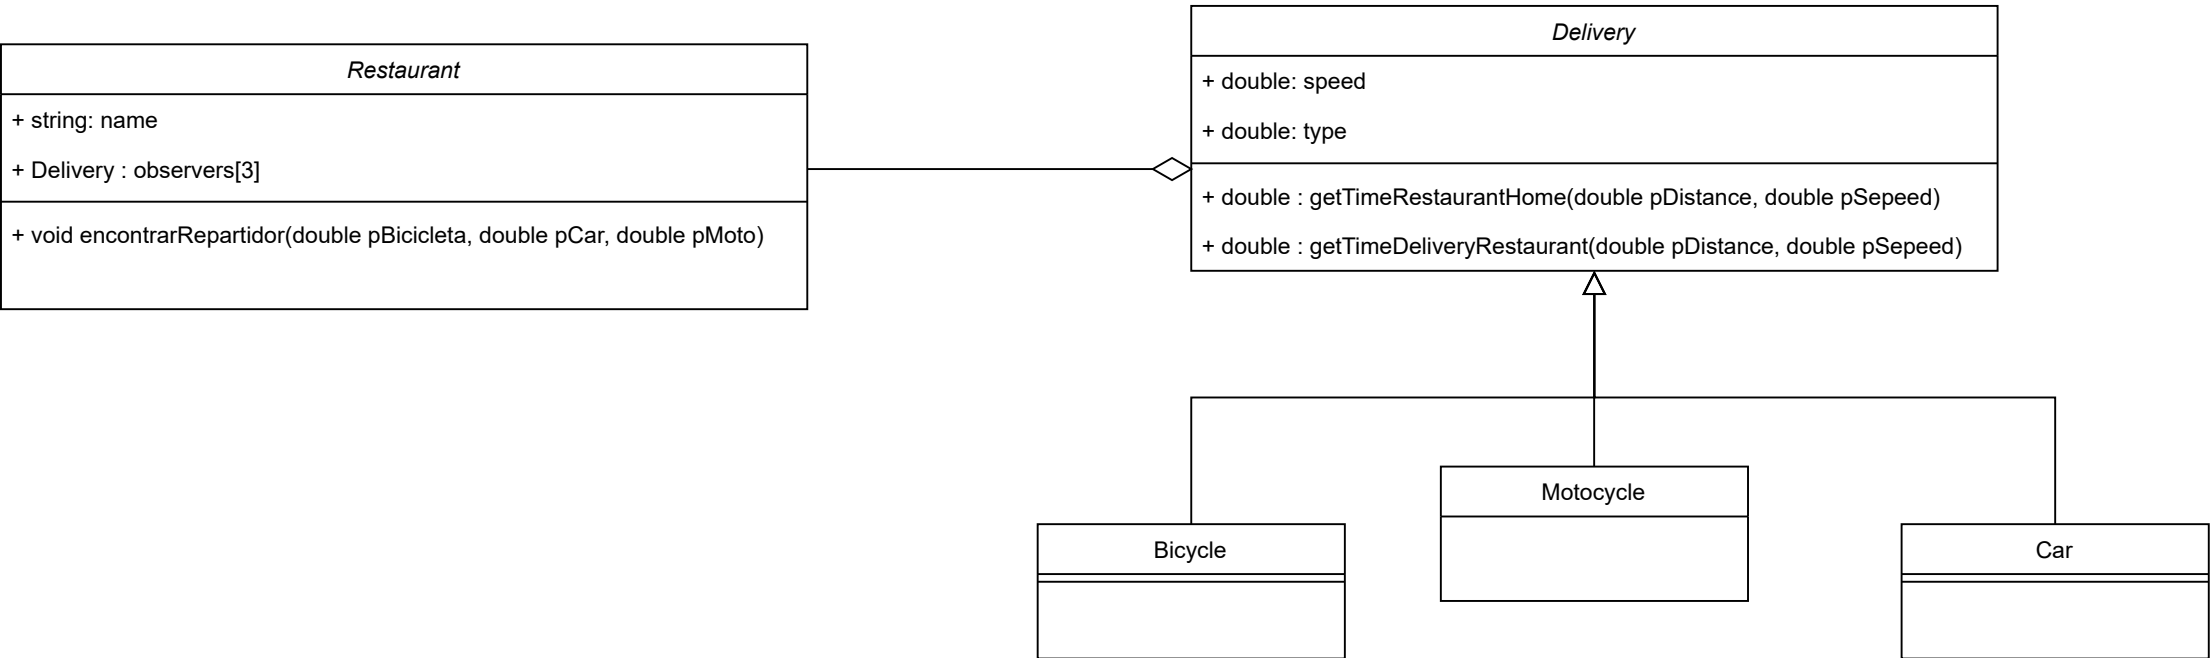 Restaurant
+ string: name
+ Delivery : observers[3]
+ void encontrarRepartidor(double pBicicleta, double pCar, double pMoto)
Delivery
+ double: speed
+ double: type
+ double : getTimeRestaurantHome(double pDistance, double pSepeed)
+ double : getTimeDeliveryRestaurant(double pDistance, double pSepeed)
Motocycle
Bicycle
Car